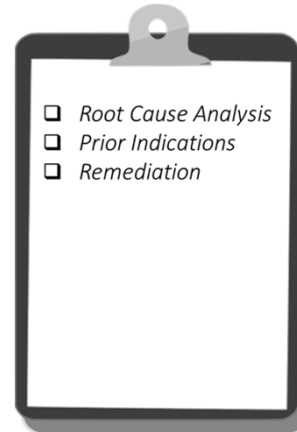 ❑ Root Cause Analysis
❑ Prior Indications
❑ Remediation